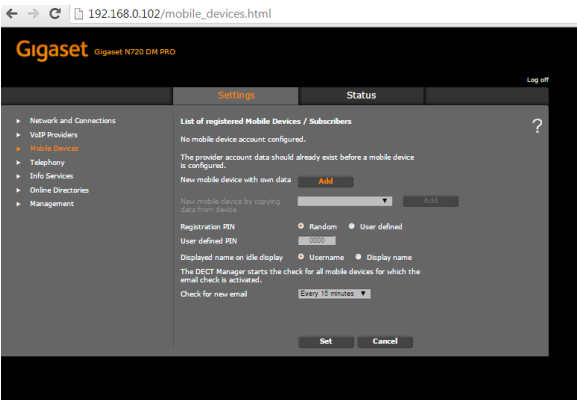 192.168.0.102/mobile_devices.html
Gigaset Gigaset N720 DM PRO
Log off
Settings Status
Network and Connections
VoIP Providers
Mobile Devices
Telephony
Info Services
Online Directories
Management
List of registered Mobile Devices / Subscribers
?
No mobile device account configured.
The provider account data should already exist before a mobile device
is configured.
New mobile device with own data Add
New mobile device by copying
data from device
Add
Registration PIN Random User defined
User defined PIN 0000
Displayed name on idle display Username Display name
The DECT Manager starts the check for all mobile devices for which the
email check is activated.
Check for new email Every 15 minutes
Set Cancel